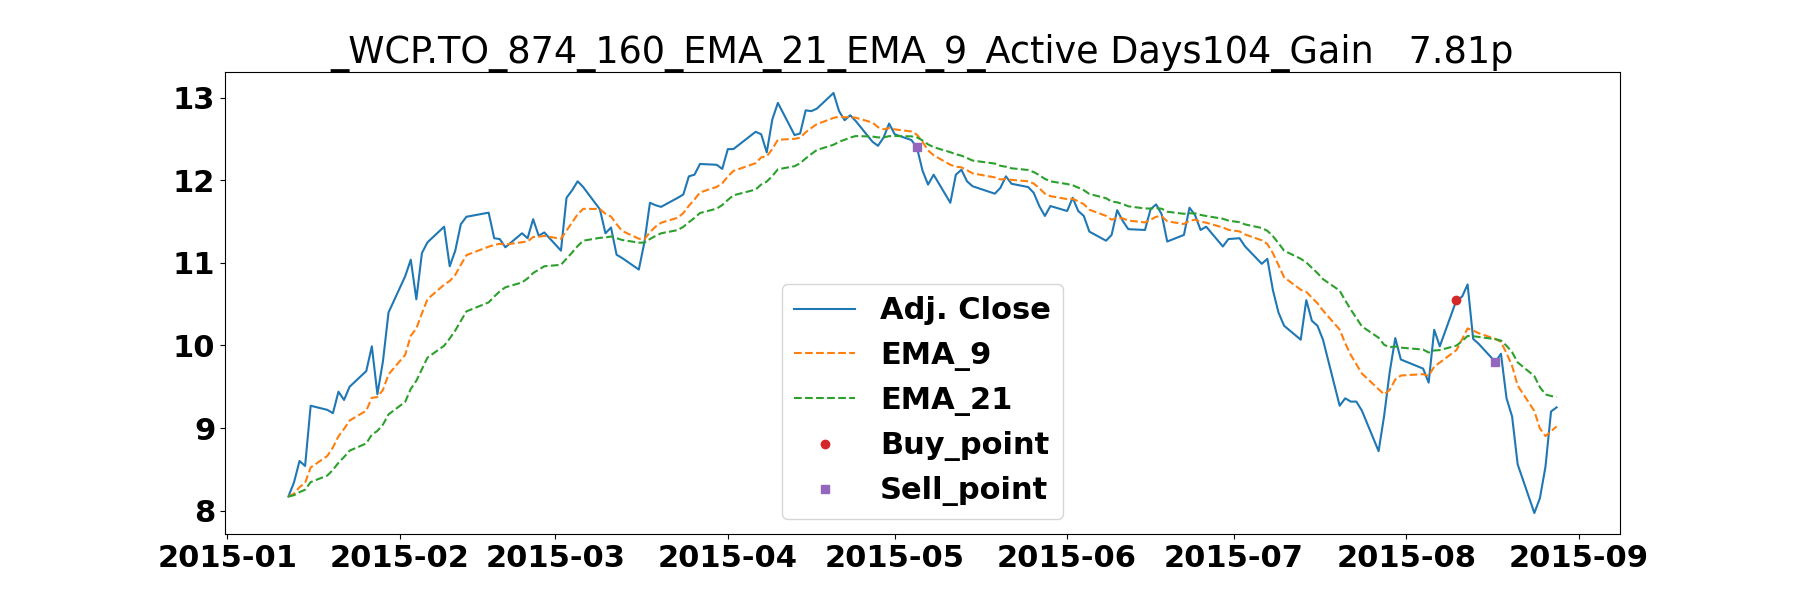 _WCP.TO_874_160_EMA_21_EMA_9_Active Days104_Gain   7.81p
13
12
11
10
9
8
Adj. Close
EMA_9
EMA_21
Buy_point
Sell_point
2015-01 2015-02 2015-03 2015-04 2015-05 2015-06 2015-07 2015-08 2015-09